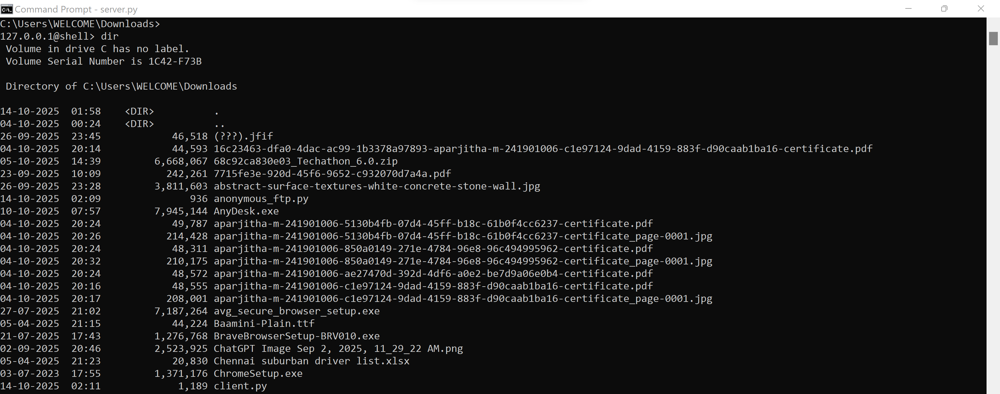 Command Prompt - server.py
C:\Users\WELCOME\Downloads>
127.0.0.1@shell> dir
 Volume in drive C has no label.
 Volume Serial Number is 1C42-F73B

 Directory of C:\Users\WELCOME\Downloads

14-10-2025  01:58    <DIR>          .
04-10-2025  00:24    <DIR>          ..
26-09-2025  23:45            46,518 (???).jfif
04-10-2025  20:14            44,593 16c23463-dfa0-4dac-ac99-1b3378a97893-aparjitha-m-241901006-c1e97124-9dad-4159-883f-d90caab1ba16-certificate.pdf
05-10-2025  14:39         6,668,067 68c92ca830e03_Techathon_6.0.zip
23-09-2025  10:09           242,261 7715fe3e-920d-45f6-9652-c932070d7a4a.pdf
26-09-2025  23:28         3,811,603 abstract-surface-textures-white-concrete-stone-wall.jpg
14-10-2025  02:09               936 anonymous_ftp.py
10-10-2025  07:57         7,945,144 AnyDesk.exe
04-10-2025  20:24            49,787 aparjitha-m-241901006-5130b4fb-07d4-45ff-b18c-61b0f4cc6237-certificate.pdf
04-10-2025  20:26           214,428 aparjitha-m-241901006-5130b4fb-07d4-45ff-b18c-61b0f4cc6237-certificate_page-0001.jpg
04-10-2025  20:24            48,311 aparjitha-m-241901006-850a0149-271e-4784-96e8-96c494995962-certificate.pdf
04-10-2025  20:32           210,175 aparjitha-m-241901006-850a0149-271e-4784-96e8-96c494995962-certificate_page-0001.jpg
04-10-2025  20:24            48,572 aparjitha-m-241901006-ae27470d-392d-4df6-a0e2-be7d9a06e0b4-certificate.pdf
04-10-2025  20:16            48,555 aparjitha-m-241901006-c1e97124-9dad-4159-883f-d90caab1ba16-certificate.pdf
04-10-2025  20:17           208,001 aparjitha-m-241901006-c1e97124-9dad-4159-883f-d90caab1ba16-certificate_page-0001.jpg
27-07-2025  21:02         7,187,264 avg_secure_browser_setup.exe
05-04-2025  21:15            44,224 Baamini-Plain.ttf
21-07-2025  17:43         1,276,768 BraveBrowserSetup-BRV010.exe
02-09-2025  20:46         2,523,925 ChatGPT Image Sep 2, 2025, 11_29_22 AM.png
05-04-2025  21:23            20,830 Chennai suburban driver list.xlsx
03-07-2023  17:55         1,371,176 ChromeSetup.exe
14-10-2025  02:11             1,189 client.py